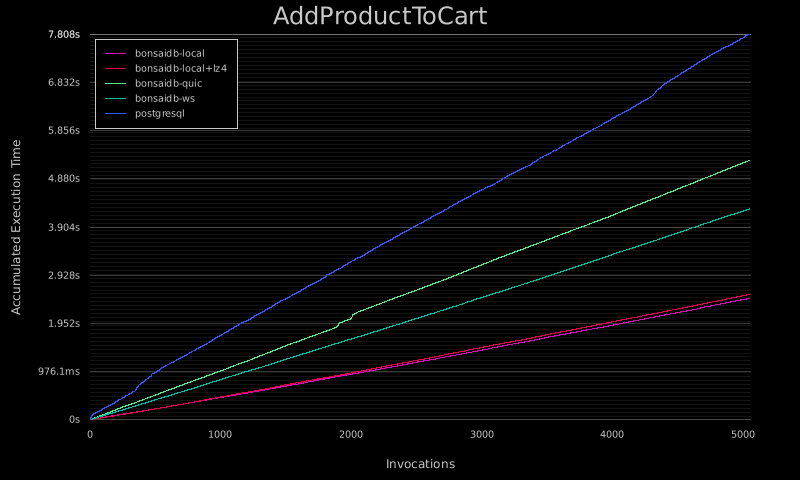 AddProductToCart
7.808s
bonsaidb-local
bonsaidb-local+lz4
bonsaidb-quic
bonsaidb-ws
postgresql
6.832s
5.856s
4.880s
3.904s
2.928s
1.952s
976.1ms
0s
Accumulated Execution Time
0 1000 2000 3000 4000 5000
Invocations